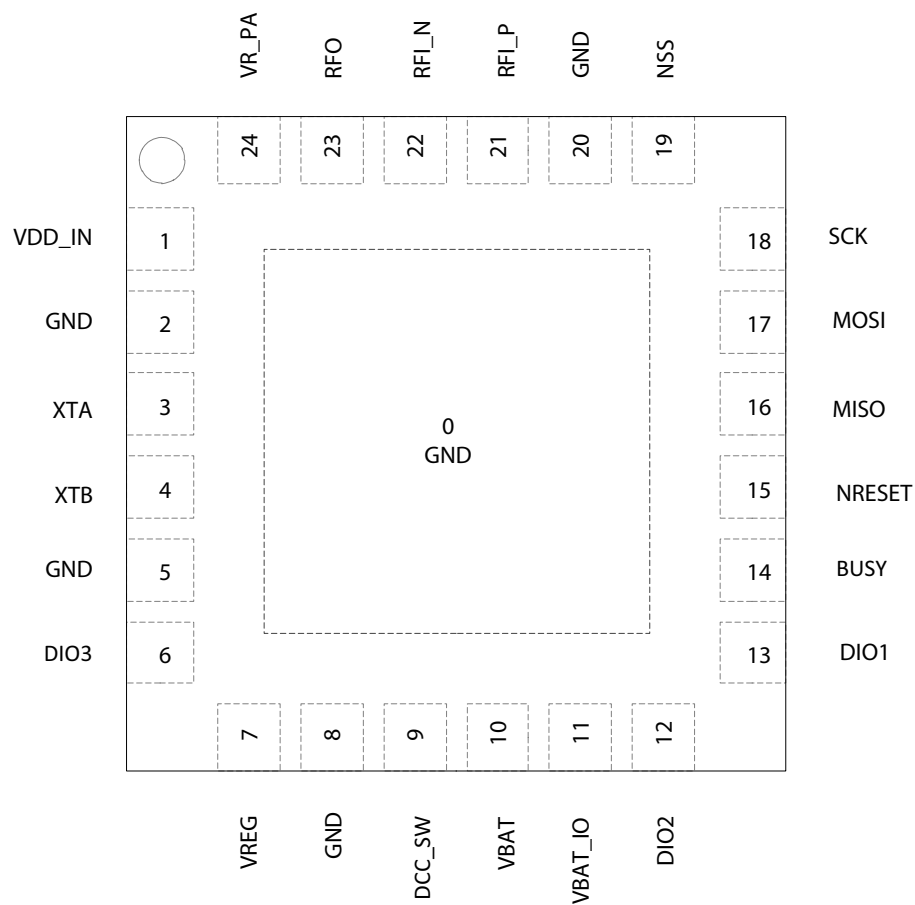 VR_PA
RFO
RFI_N
RFI_P
GND
NSS
24
23
22
21
20
19
VDD_IN 1
18 SCK
GND 2
17 MOSI
XTA 3
16 MISO
0
GND
XTB 4
15 NRESET
GND 5
14 BUSY
DIO3 6
13 DIO1
7
8
9
10
11
12
VREG
GND
DCC_SW
VBAT
VBAT_IO
DIO2